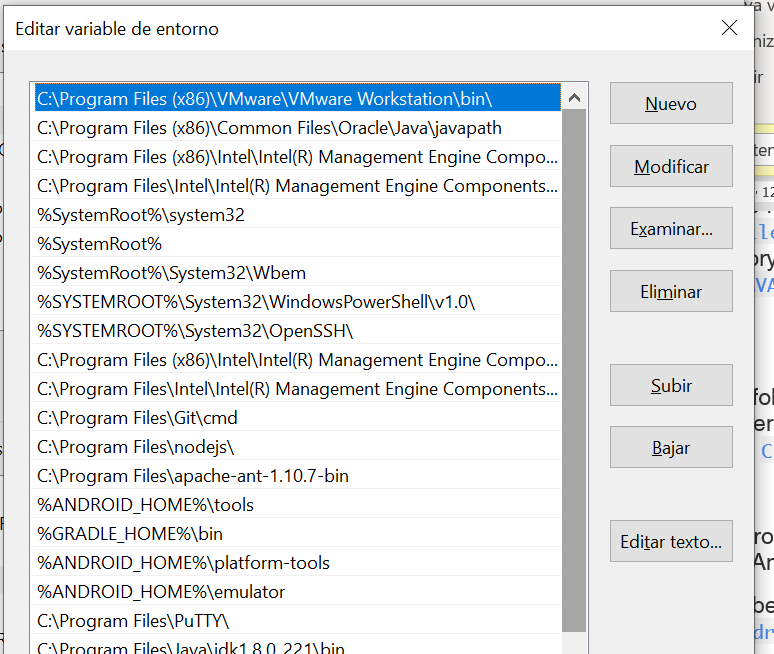 Editar variable de entorno
C:\Program Files (x86)\VMware\VMware Workstation\bin\
C:\Program Files (x86)\Common Files\Oracle\Java\javapath
C:\Program Files (x86)\Intel\Intel(R) Management Engine Compo...
C:\Program Files\Intel\Intel(R) Management Engine Components...
%SystemRoot%\system32
%SystemRoot%
%SystemRoot%\System32\Wbem
%SYSTEMROOT%\System32\WindowsPowerShell\v1.0\
%SYSTEMROOT%\System32\OpenSSH\
C:\Program Files (x86)\Intel\Intel(R) Management Engine Compo...
C:\Program Files\Intel\Intel(R) Management Engine Components...
C:\Program Files\Git\cmd
C:\Program Files\nodejs\
C:\Program Files\apache-ant-1.10.7-bin
%ANDROID_HOME%\tools
%GRADLE_HOME%\bin
%ANDROID_HOME%\platform-tools
%ANDROID_HOME%\emulator
C:\Program Files\PuTTY\
C:\Program Files\Java\jdk1.8.0_221\bin
Nuevo
Modificar
Examinar...
Eliminar
Subir
Bajar
Editar texto...